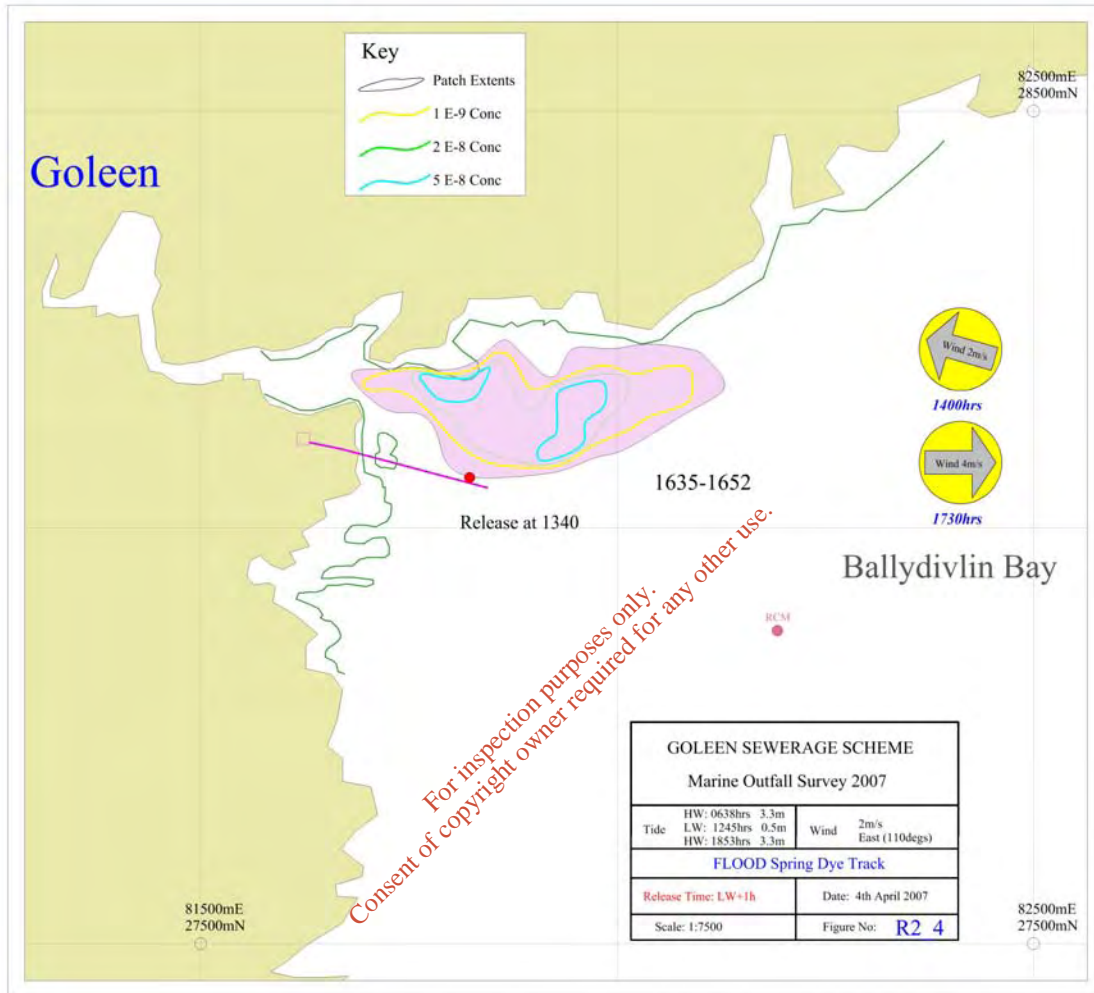 Key
Patch Extents
1 E-9 Conc
2 E-8 Conc
5 E-8 Conc
82500mE
28500mN
Goleen
Wind 2m/s
1400hrs
Wind 4m/s
1730hrs
1635-1652
Release at 1340
Ballydivlin Bay
RCM
For inspection purposes only.
Consent of copyright owner required for any other use.
GOLEEN SEWERAGE SCHEME
Marine Outfall Survey 2007
Tide
HW: 0638hrs 3.3m
LW: 1245hrs 0.5m
HW: 1853hrs 3.3m
Wind
2m/s
East (110degs)
FLOOD Spring Dye Track
Release Time: LW+1h
Date: 4th April 2007
Scale: 1:7500
Figure No: R2_4
81500mE
27500mN
82500mE
27500mN